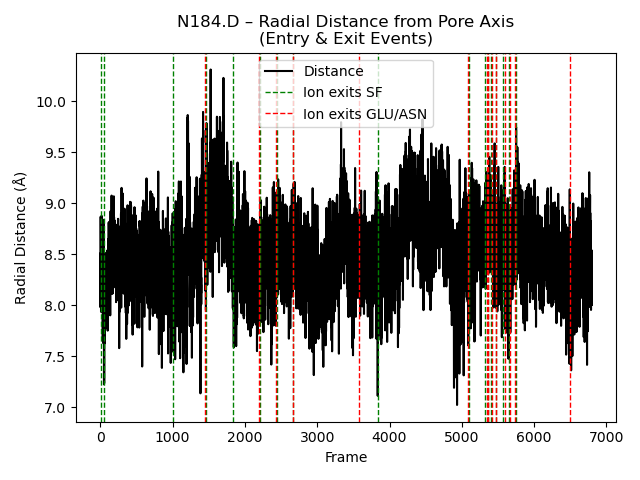 N184.D – Radial Distance from Pore Axis
(Entry & Exit Events)
Distance
Ion exits SF
Ion exits GLU/ASN
Radial Distance (Å)
10.0
9.5
9.0
8.5
8.0
7.5
7.0
0 1000 2000 3000 4000 5000 6000 7000
Frame